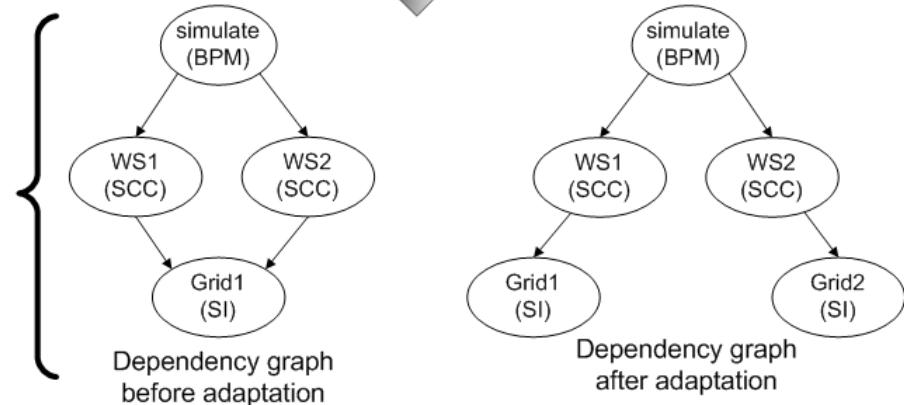 simulate
(BPM)
WS1
(SCC)
WS2
(SCC)
Grid1
(SI)
Dependency graph
before adaptation
simulate
(BPM)
WS1
(SCC)
WS2
(SCC)
Grid1
(SI)
Grid2
(SI)
Dependency graph
after adaptation